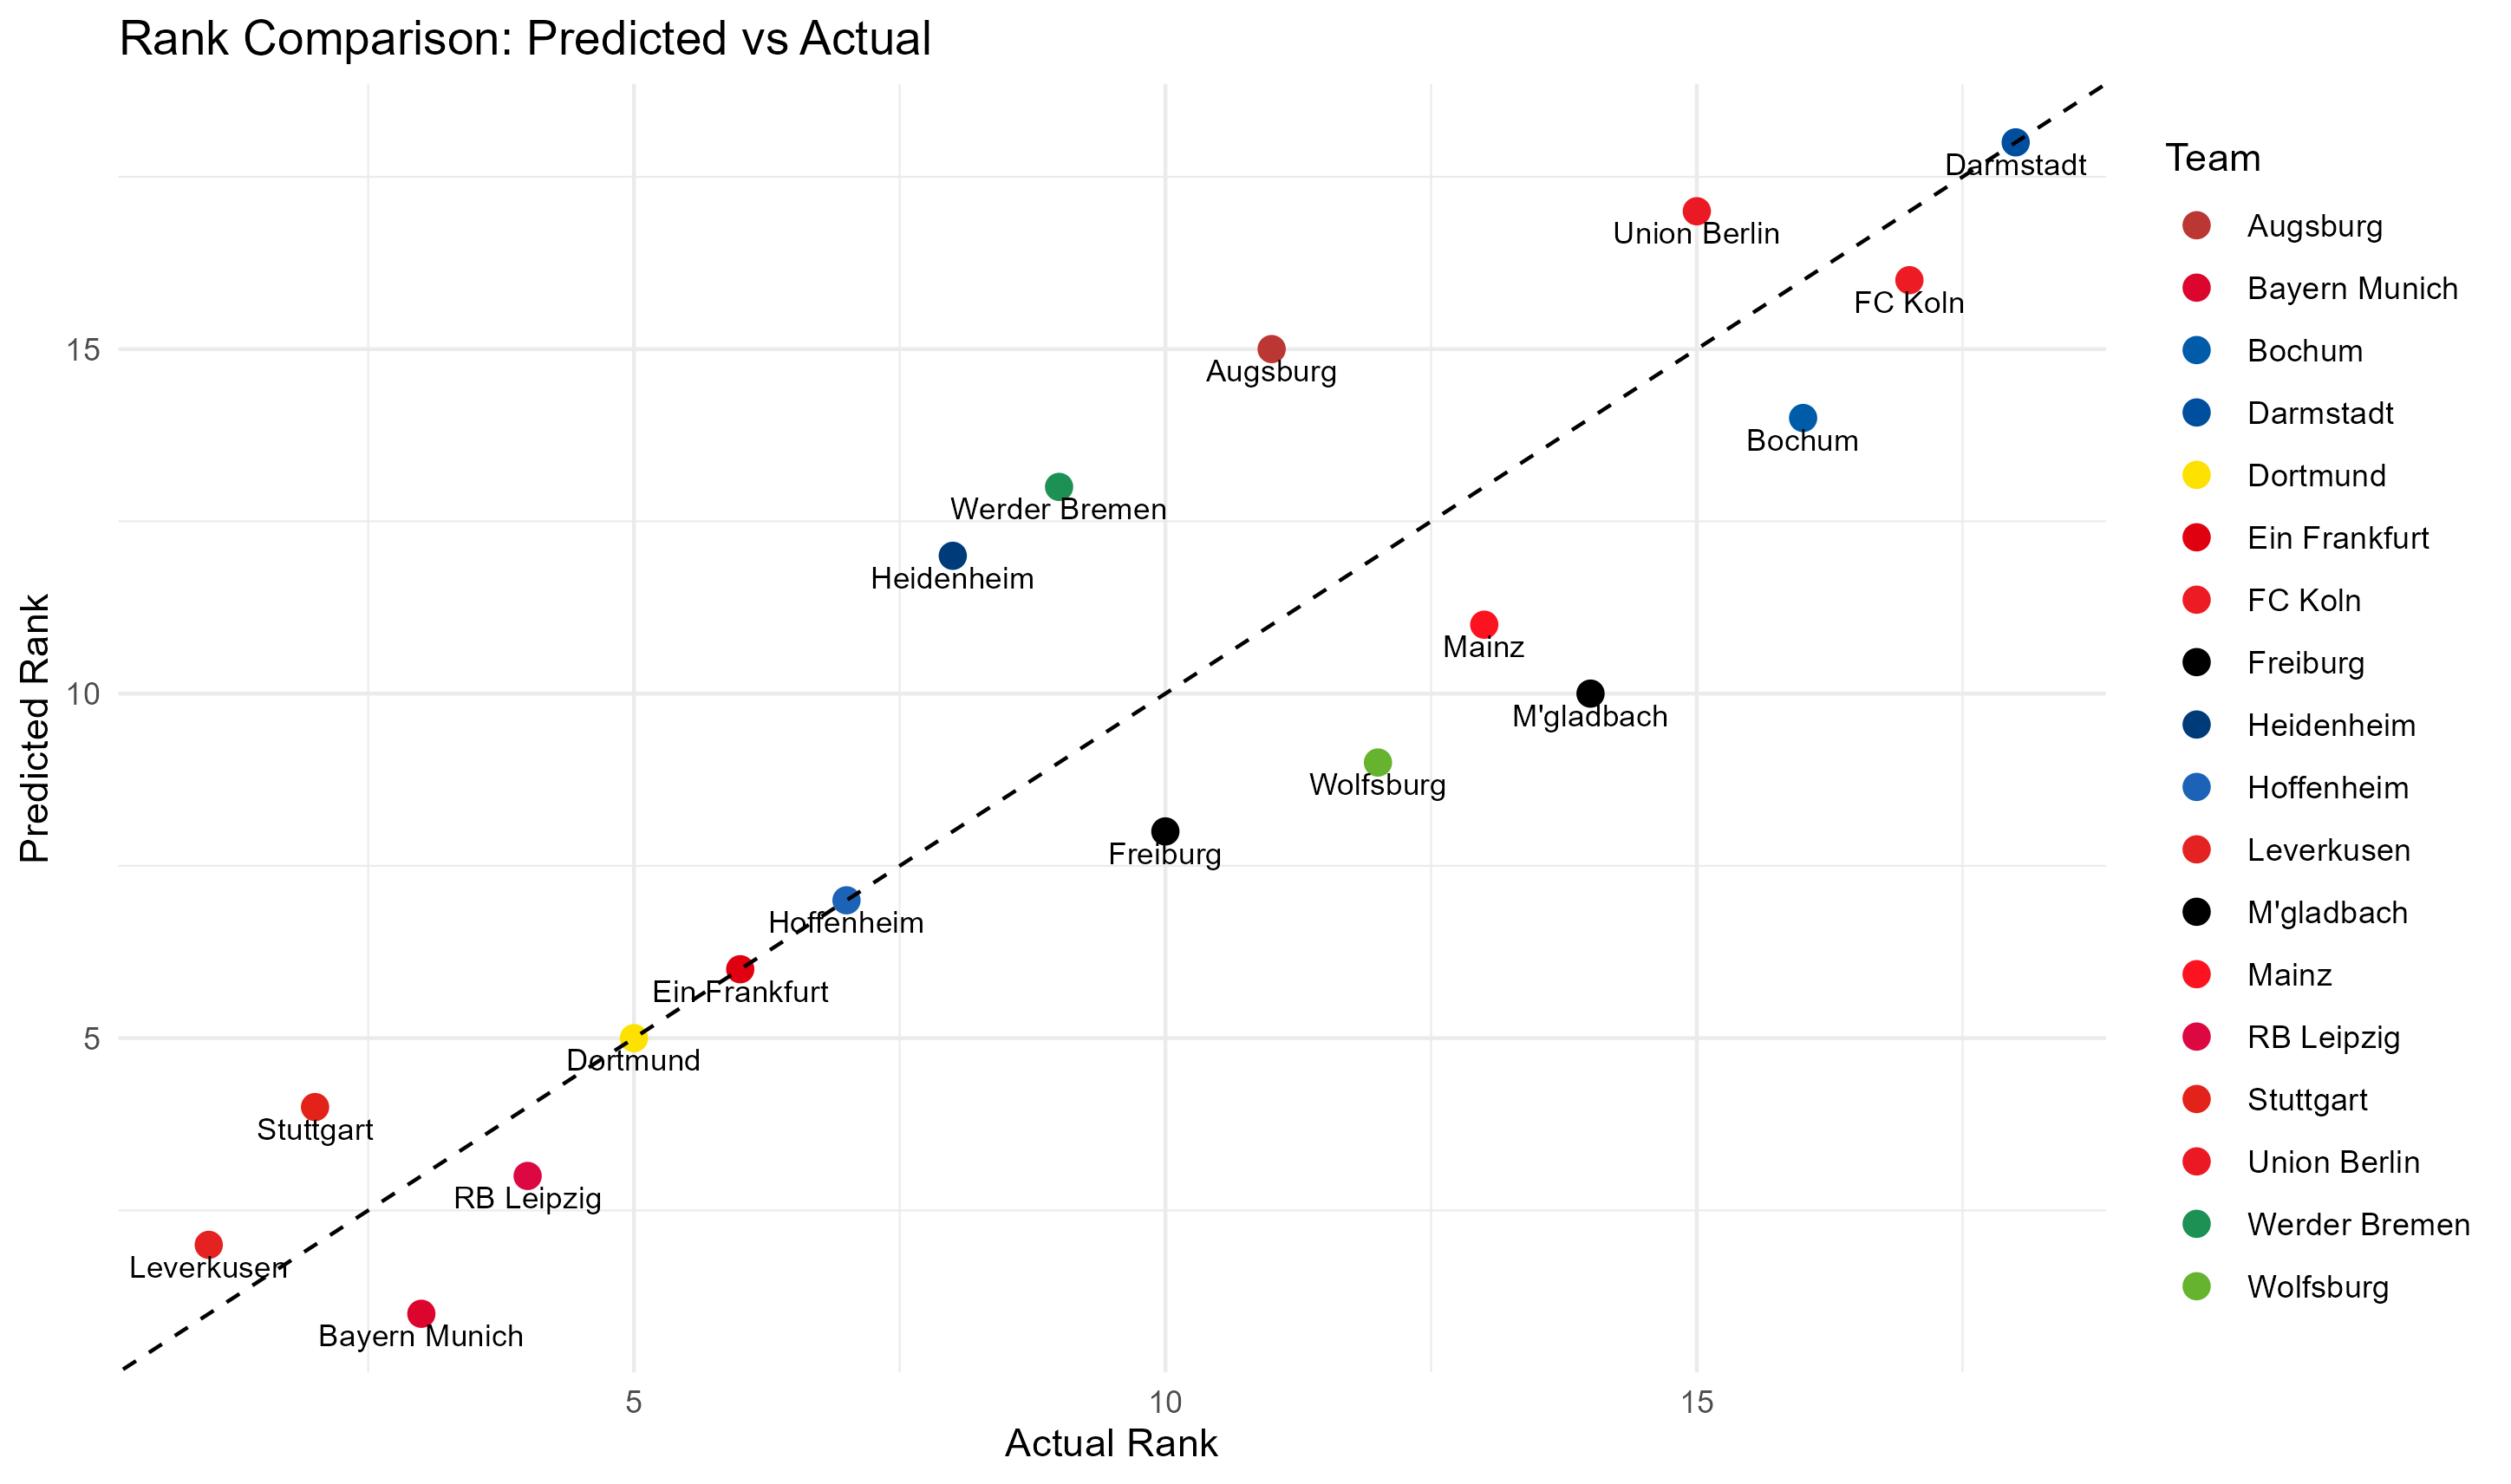 Rank Comparison: Predicted vs Actual
Predicted Rank
15
10
5
Darmstadt
Union Berlin
FC Koln
Augsburg
Bochum
Werder Bremen
Heidenheim
Mainz
M'gladbach
Wolfsburg
Freiburg
Hoffenheim
Ein Frankfurt
Dortmund
Stuttgart
RB Leipzig
Leverkusen
Bayern Munich
5
10
15
Actual Rank
Team
Augsburg
Bayern Munich
Bochum
Darmstadt
Dortmund
Ein Frankfurt
FC Koln
Freiburg
Heidenheim
Hoffenheim
Leverkusen
M'gladbach
Mainz
RB Leipzig
Stuttgart
Union Berlin
Werder Bremen
Wolfsburg